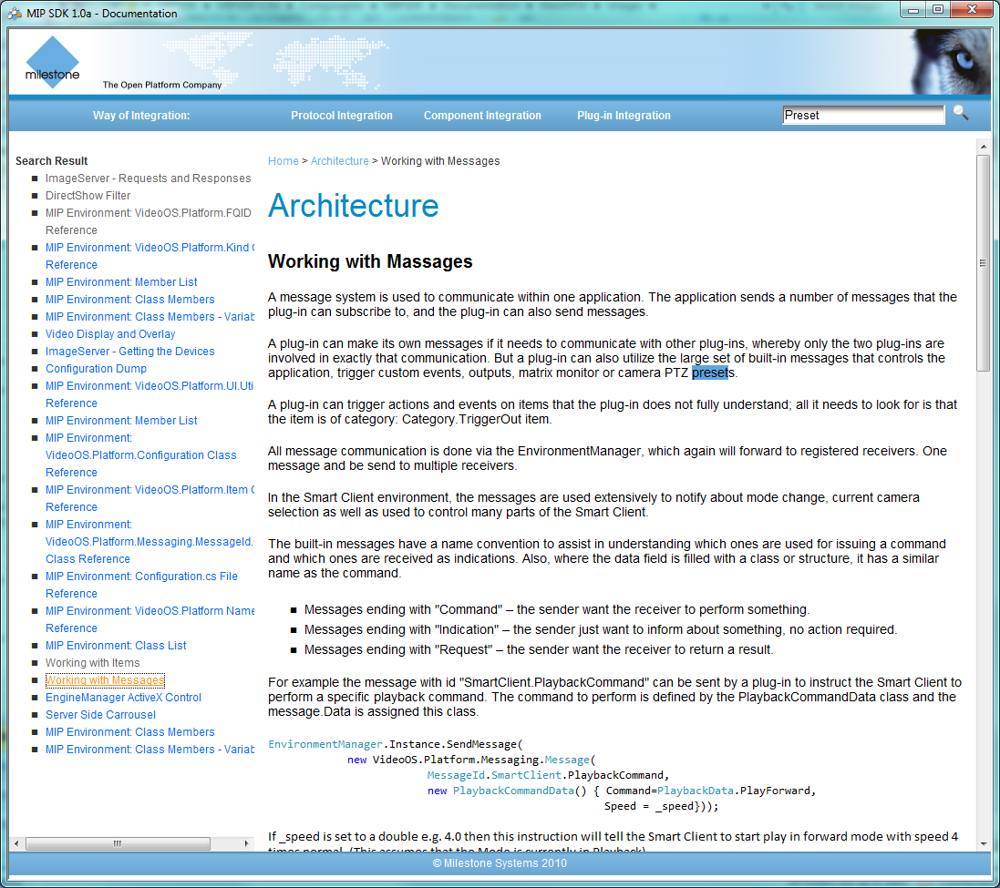 MIP SDK 1.0a - Documentation
milestone
The Open Platform Company
Way of Integration:
Protocol Integration
Component Integration
Plug-in Integration
Preset
Search Result
ImageServer - Requests and Responses
DirectShow Filter
MIP Environment: VideoOS.Platform.FQID
Reference
MIP Environment: VideoOS.Platform.Kind
Reference
MIP Environment: Member List
MIP Environment: Class Members
MIP Environment: Class Members - Variab
Video Display and Overlay
ImageServer - Getting the Devices
Configuration Dump
MIP Environment: VideoOS.Platform.UI.Uti
Reference
MIP Environment: Member List
MIP Environment:
VideoOS.Platform.Configuration Class
Reference
MIP Environment: VideoOS.Platform.Item
Reference
MIP Environment:
VideoOS.Platform.Messaging.MessageId.
Class Reference
MIP Environment: Configuration.cs File
Reference
MIP Environment: VideoOS.Platform Name
Reference
MIP Environment: Class List
Working with Items
Working with Messages
EngineManager ActiveX Control
Server Side Carrousel
MIP Environment: Class Members
MIP Environment: Class Members - Variab
Home > Architecture > Working with Messages
Architecture
Working with Massages
A message system is used to communicate within one application. The application sends a number of messages that the
plug-in can subscribe to, and the plug-in can also send messages.
A plug-in can make its own messages if it needs to communicate with other plug-ins, whereby only the two plug-ins are
involved in exactly that communication. But a plug-in can also utilize the large set of built-in messages that controls the
application, trigger custom events, outputs, matrix monitor or camera PTZ presets.
A plug-in can trigger actions and events on items that the plug-in does not fully understand; all it needs to look for is that
the item is of category: Category.TriggerOut item.
All message communication is done via the EnvironmentManager, which again will forward to registered receivers. One
message and be send to multiple receivers.
In the Smart Client environment, the messages are used extensively to notify about mode change, current camera
selection as well as used to control many parts of the Smart Client.
The built-in messages have a name convention to assist in understanding which ones are used for issuing a command
and which ones are received as indications. Also, where the data field is filled with a class or structure, it has a similar
name as the command.
Messages ending with "Command" – the sender want the receiver to perform something.
Messages ending with "Indication" – the sender just want to inform about something, no action required.
Messages ending with "Request" – the sender want the receiver to return a result.
For example the message with id "SmartClient.PlaybackCommand" can be sent by a plug-in to instruct the Smart Client to
perform a specific playback command. The command to perform is defined by the PlaybackCommandData class and the
message.Data is assigned this class.
EnvironmentManager.Instance.SendMessage(
new VideoOS.Platform.Messaging.Message(
MessageId.SmartClient.PlaybackCommand,
new PlaybackCommandData() { Command=PlaybackData.PlayForward,
Speed = _speed}));
If _speed is set to a double e.g. 4.0 then this instruction will tell the Smart Client to start play in forward mode with speed 4
times normal. (This assumes that the Mode is currently in Playback)
© Milestone Systems 2010